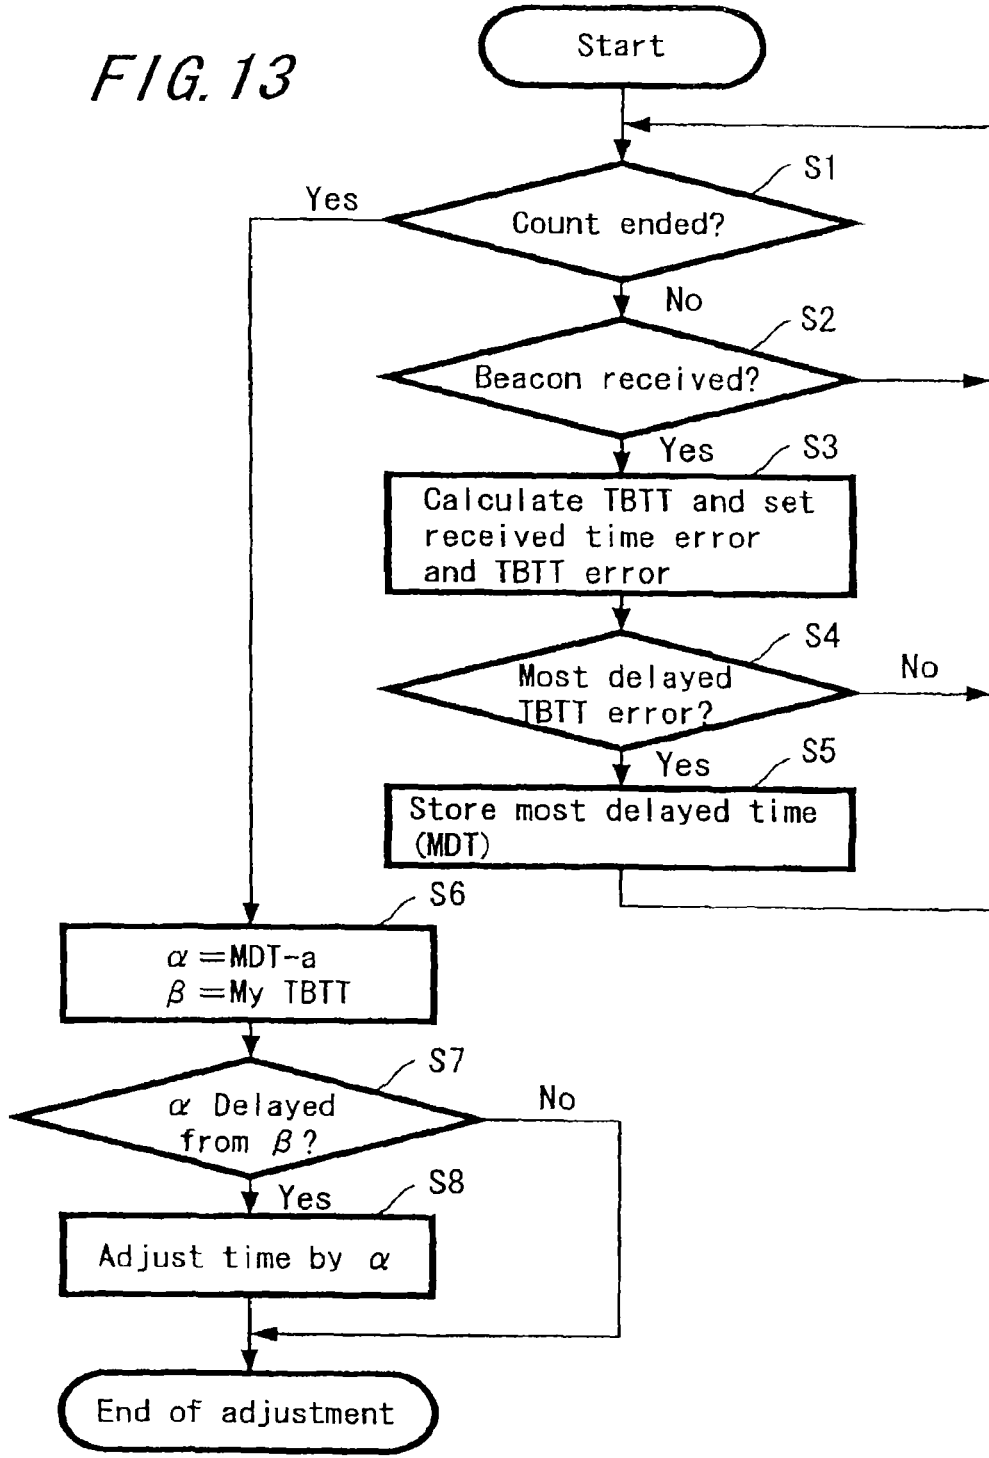 FIG.13
Start
S1
Yes
Count ended?
No
S2
Beacon received?
Yes
S3
Calculate TBTT and set
received time error
and TBTT error
S4
Most delayed
TBTT error?
No
Yes
S5
Store most delayed time
(MDT)
S6
α=MDT-a
β=My TBTT
S7
α Delayed
from β?
No
Yes
S8
Adjust time by α
End of adjustment